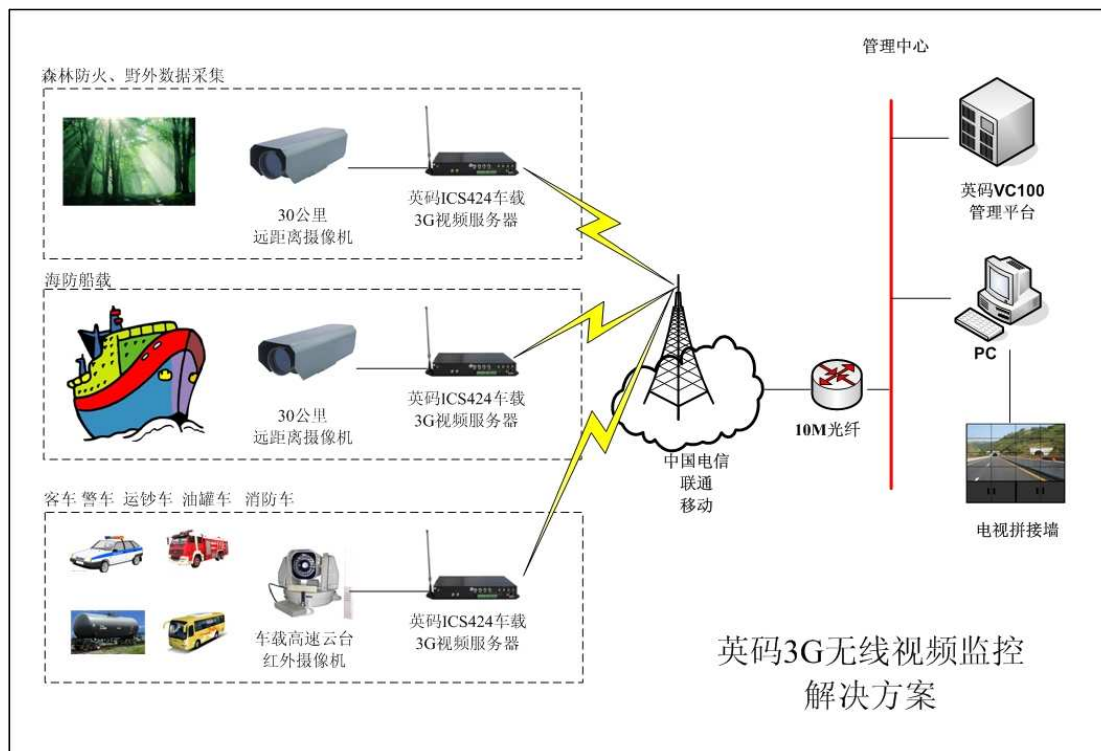 管理中心
森林防火、野外数据采集
30公里
远距离摄像机
英码ICS424车载
3G视频服务器
英码VC100
管理平台
海防船载
30公里
远距离摄像机
英码ICS424车载
3G视频服务器
PC
10M光纤
中国电信
联通
移动
电视拼接墙
客车 警车 运钞车 油罐车 消防车
车载高速云台
红外摄像机
英码ICS424车载
3G视频服务器
英码3G无线视频监控
解决方案